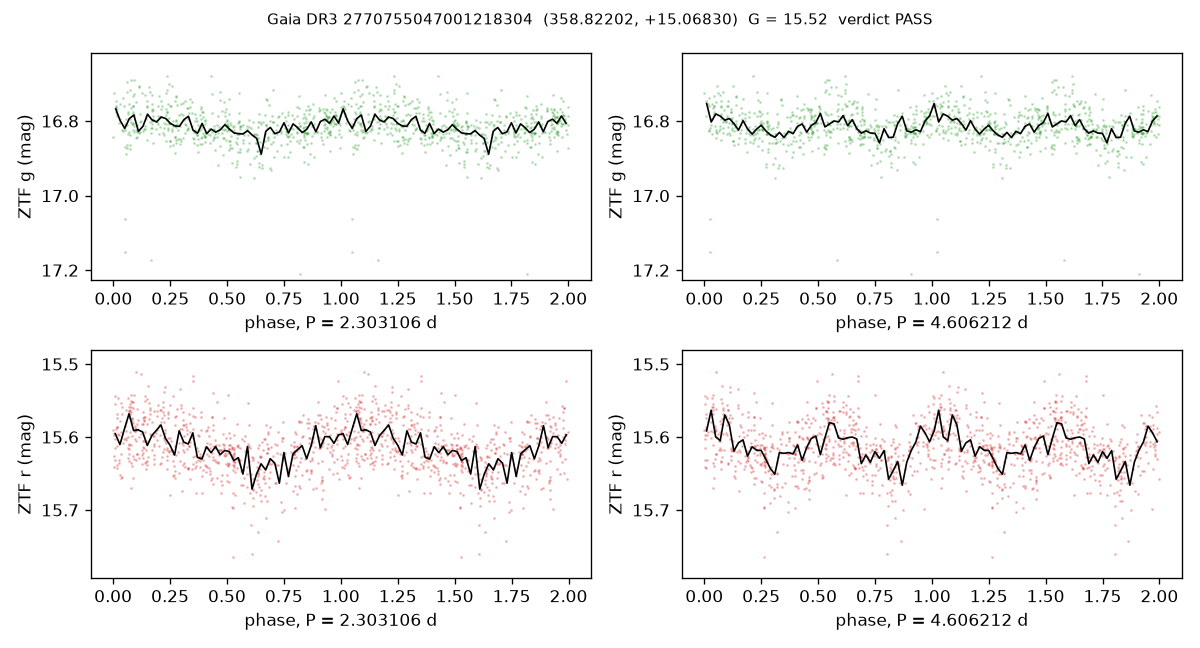 Gaia DR3 2770755047001218304  (358.82202, +15.06830)  G = 15.52  verdict PASS
ZTF g (mag)
16.8
17.0
17.2
0.00 0.25 0.50 0.75 1.00 1.25 1.50 1.75 2.00
phase, P = 2.303106 d
ZTF g (mag)
16.8
17.0
17.2
0.00 0.25 0.50 0.75 1.00 1.25 1.50 1.75 2.00
phase, P = 4.606212 d
ZTF r (mag)
15.5
15.6
15.7
0.00 0.25 0.50 0.75 1.00 1.25 1.50 1.75 2.00
phase, P = 2.303106 d
ZTF r (mag)
15.5
15.6
15.7
0.00 0.25 0.50 0.75 1.00 1.25 1.50 1.75 2.00
phase, P = 4.606212 d